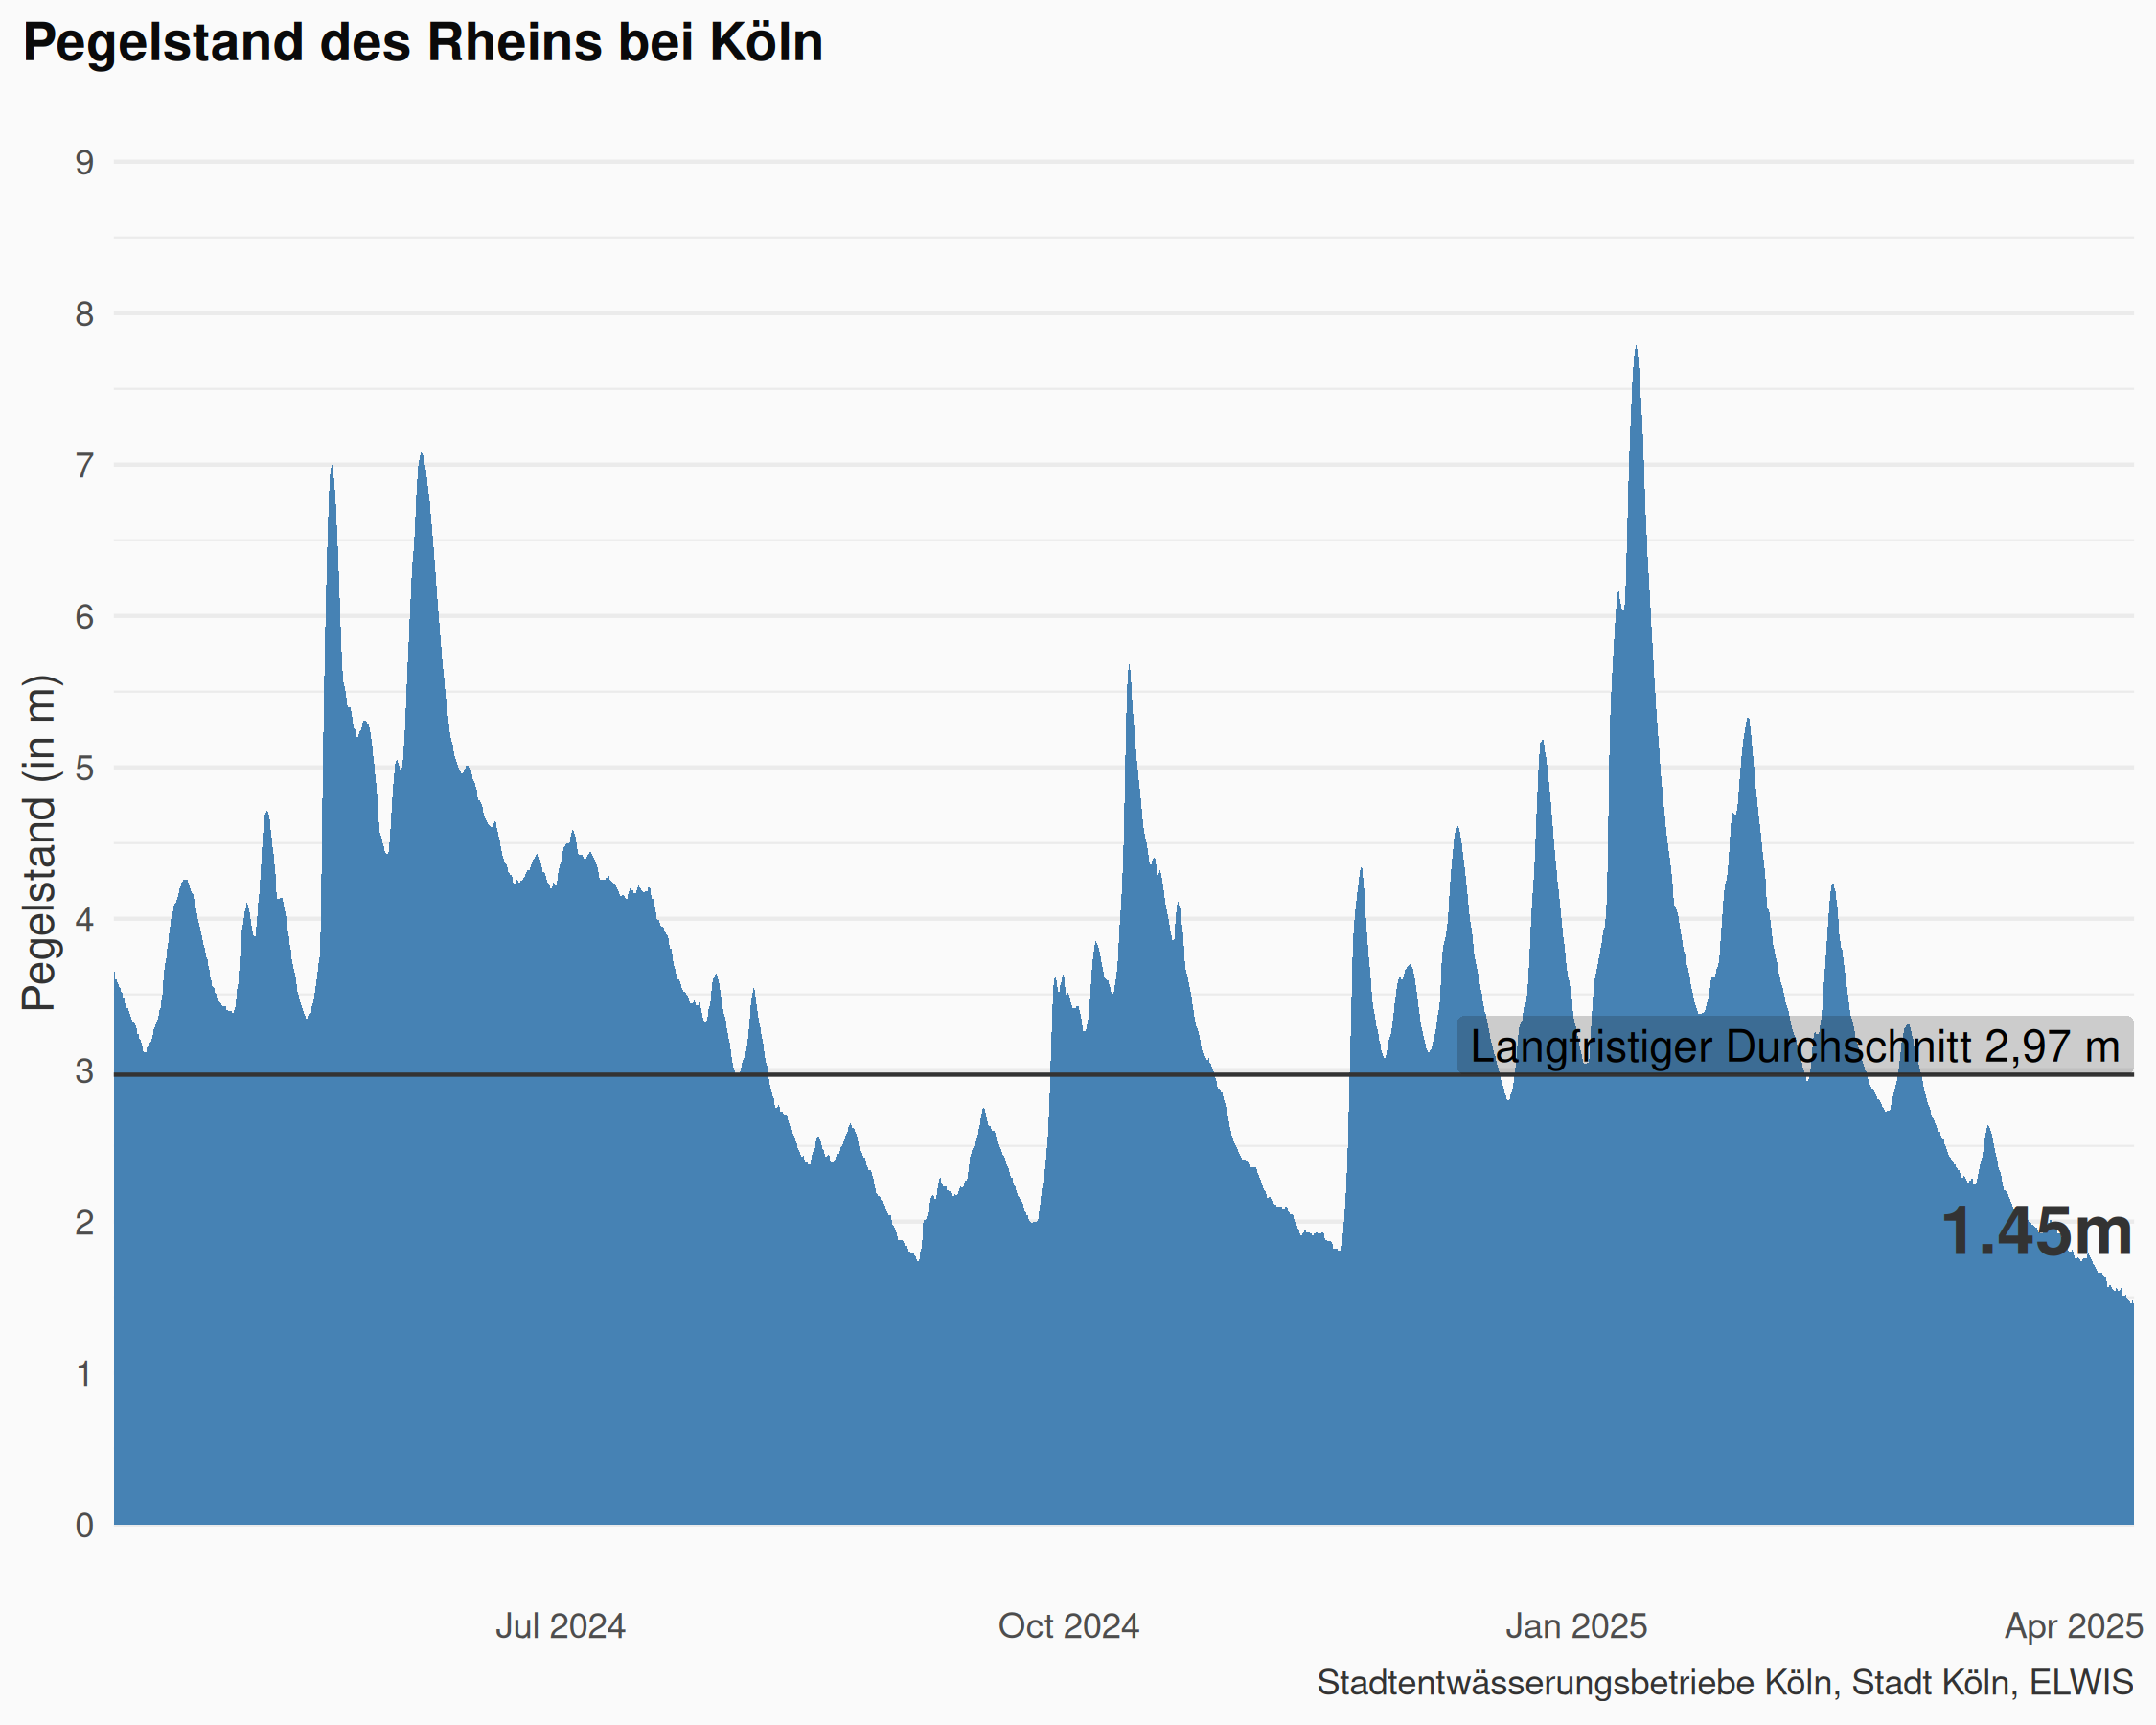 Pegelstand des Rheins bei Köln
Pegelstand (in m)
9
8
7
6
5
4
3
2
1
0
Langfristiger Durchschnitt 2,97 m
1.45m
Jul 2024
Oct 2024
Jan 2025
Apr 2025
Stadtentwässerungsbetriebe Köln, Stadt Köln, ELWIS